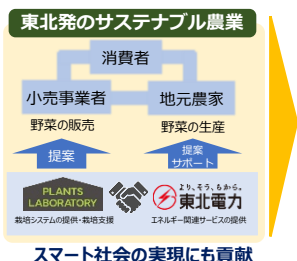 東北発のサステナブル農業
消費者
小売事業者
地元農家
野菜の販売
野菜の生産
提案
提案
サポート
PLANTS
LABORATORY
より、そう、ちから。
東北電力
栽培システムの提供・栽培支援
エネルギー関連サービスの提供
スマート社会の実現にも貢献